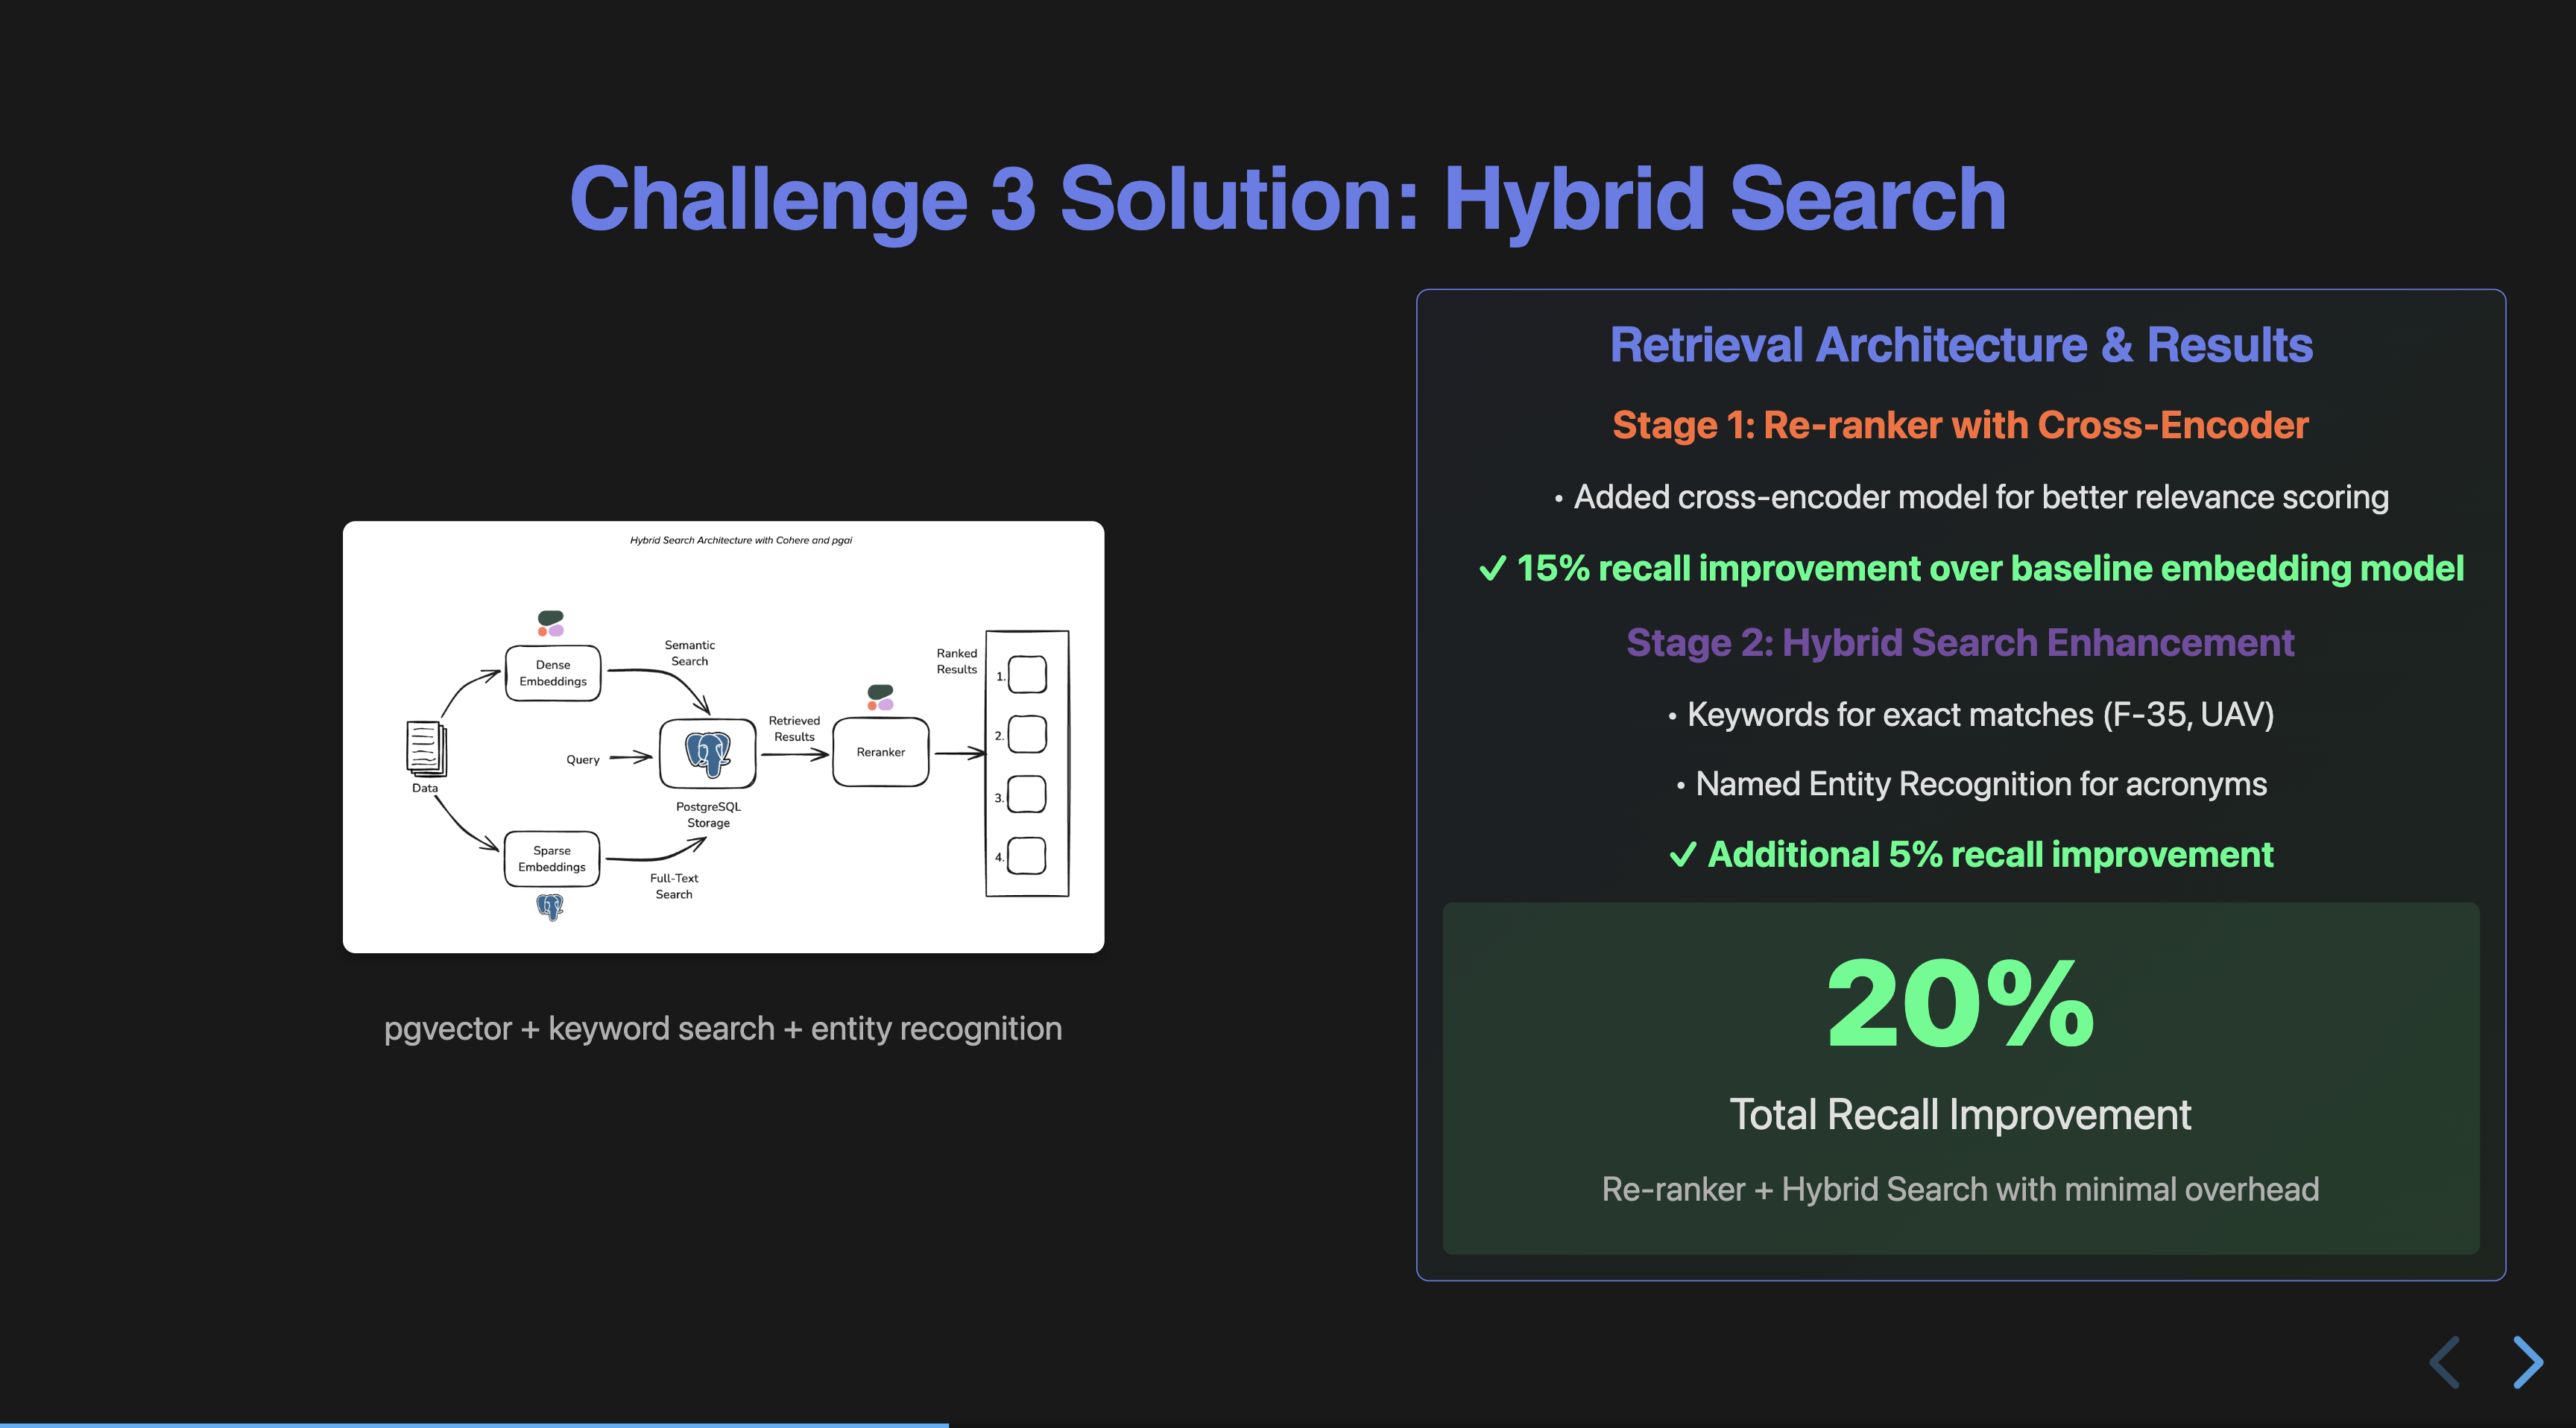 Challenge 3 Solution: Hybrid Search
Hybrid Search Architecture with Cohere and pgai
Dense
Embeddings
Semantic
Search
Data
Query
PostgreSQL
Storage
Retrieved
Results
Reranker
Ranked
Results
1.
2.
3.
4.
Sparse
Embeddings
Full-Text
Search
pgvector + keyword search + entity recognition
Retrieval Architecture & Results
Stage 1: Re-ranker with Cross-Encoder
• Added cross-encoder model for better relevance scoring
✓ 15% recall improvement over baseline embedding model
Stage 2: Hybrid Search Enhancement
• Keywords for exact matches (F-35, UAV)
• Named Entity Recognition for acronyms
✓ Additional 5% recall improvement
20%
Total Recall Improvement
Re-ranker + Hybrid Search with minimal overhead